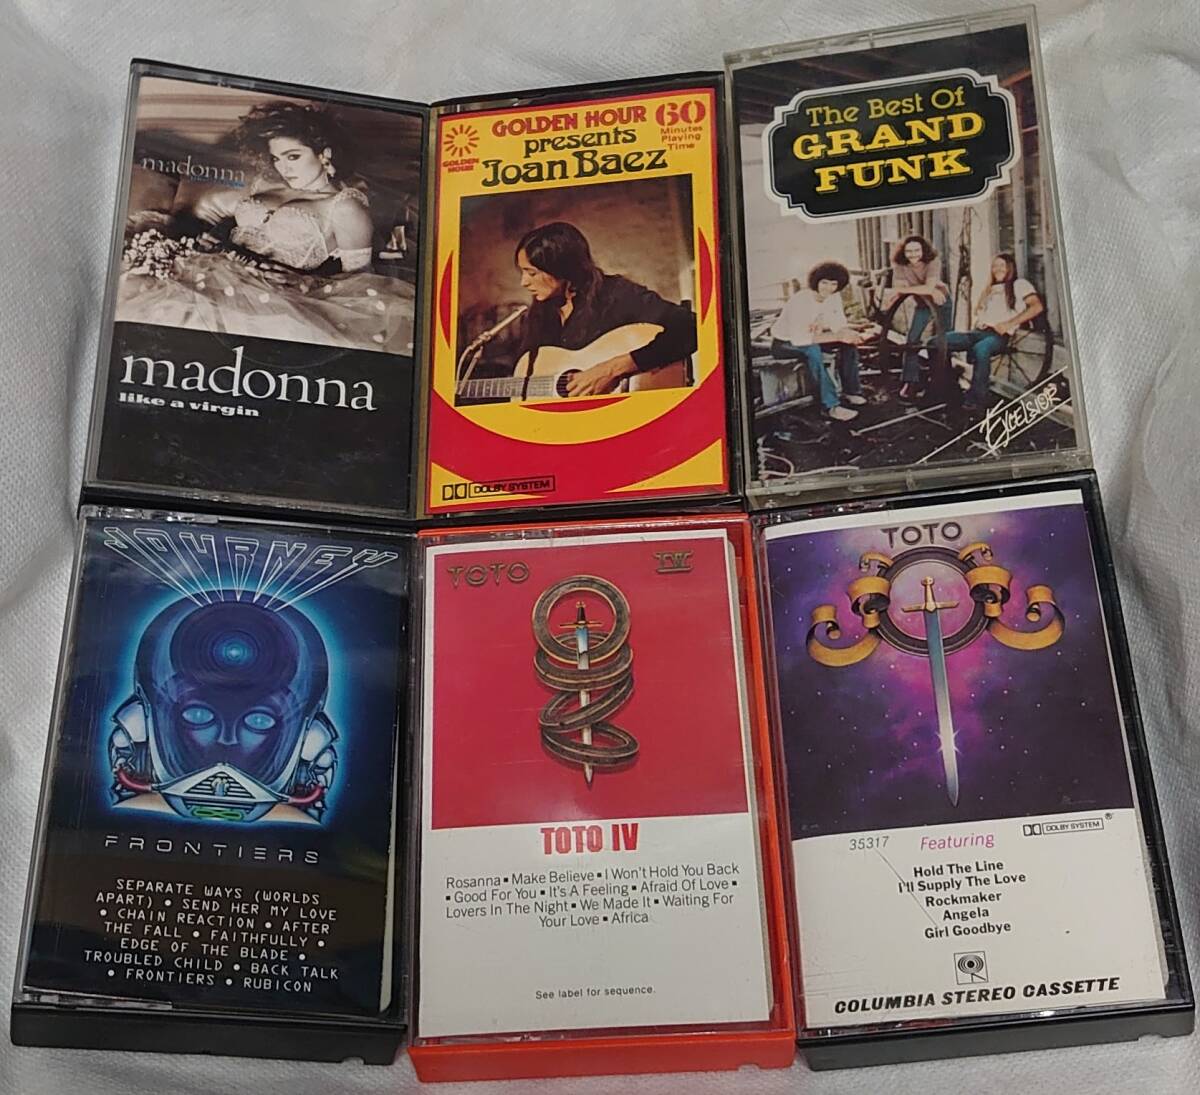 madonna
madonna
like a virgin
GOLDEN HOUR
presents
Joan Baez
60
Minutes
Playing
Time
GOLDEN
HOUR
DOLBY SYSTEM
The Best Of
GRAND
FUNK
EXCELSIOR
JOURNEY
FRONTIERS
SEPARATE WAYS (WORLDS
APART) • SEND HER MY LOVE
• CHAIN REACTION • AFTER
THE FALL • FAITHFULLY •
EDGE OF THE BLADE •
TROUBLED CHILD • BACK TALK
• FRONTIERS • RUBICON
TOTO IV
TOTO IV
Rosanna ▪ Make Believe ▪ I Won't Hold You Back
▪ Good For You ▪ It's A Feeling ▪ Afraid Of Love ▪
Lovers In The Night ▪ We Made It ▪ Waiting For
Your Love ▪ Africa
See label for sequence.
TOTO
35317
Featuring
DOLBY SYSTEM®
Hold The Line
I'll Supply The Love
Rockmaker
Angela
Girl Goodbye
COLUMBIA STEREO CASSETTE